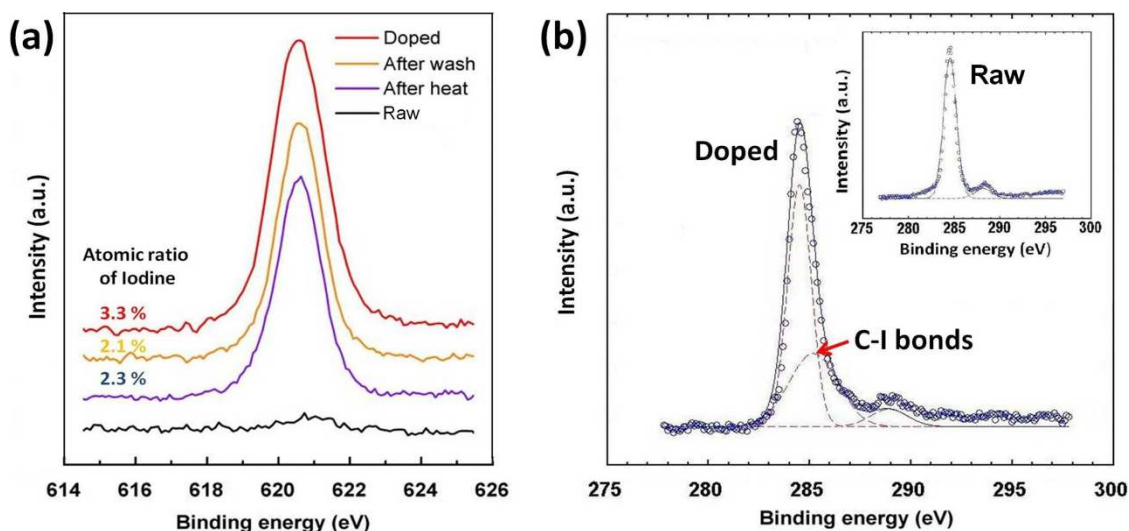 (a)
Doped
After wash
After heat
Raw
Atomic ratio
of Iodine
3.3 %
2.1 %
2.3 %
Intensity (a.u.)
614 616 618 620 622 624 626
Binding energy (eV)
(b)
Doped
C-I bonds
Intensity (a.u.)
275 280 285 290 295 300
Binding energy (eV)
Raw
Intensity (a.u.)
275 280 285 290 295 300
Binding energy (eV)